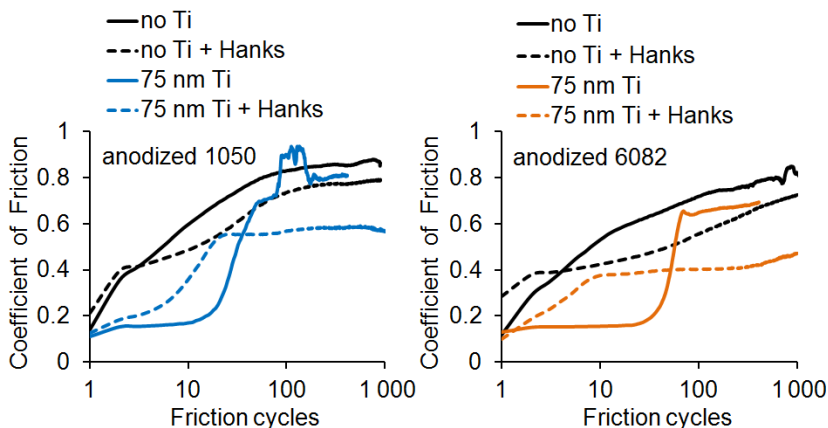 no Ti
no Ti + Hanks
75 nm Ti
75 nm Ti + Hanks
Coefficient of Friction
1
0.8
0.6
0.4
0.2
0
anodized 1050
1 10 100 1 000
Friction cycles
no Ti
no Ti + Hanks
75 nm Ti
75 nm Ti + Hanks
Coefficient of Friction
1
0.8
0.6
0.4
0.2
0
anodized 6082
1 10 100 1 000
Friction cycles